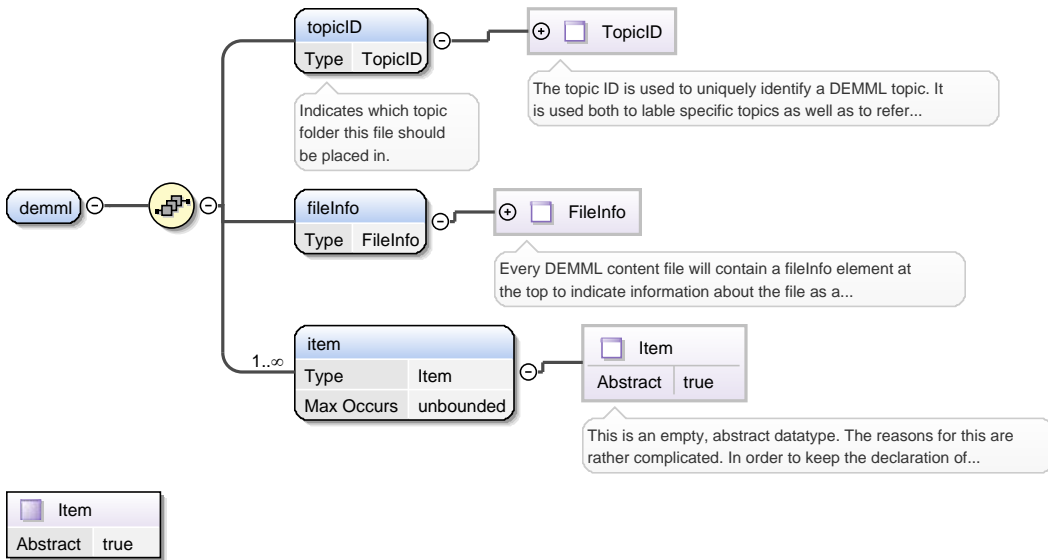 topicID
Type TopicID
TopicID
The topic ID is used to uniquely identify a DEMML topic. It
is used both to lable specific topics as well as to refer...
Indicates which topic
folder this file should
be placed in.
demml
fileInfo
Type FileInfo
FileInfo
Every DEMML content file will contain a fileInfo element at
the top to indicate information about the file as a...
1..∞
item
Type Item
Max Occurs unbounded
Item
Abstract true
This is an empty, abstract datatype. The reasons for this are
rather complicated. In order to keep the declaration of...
Item
Abstract true